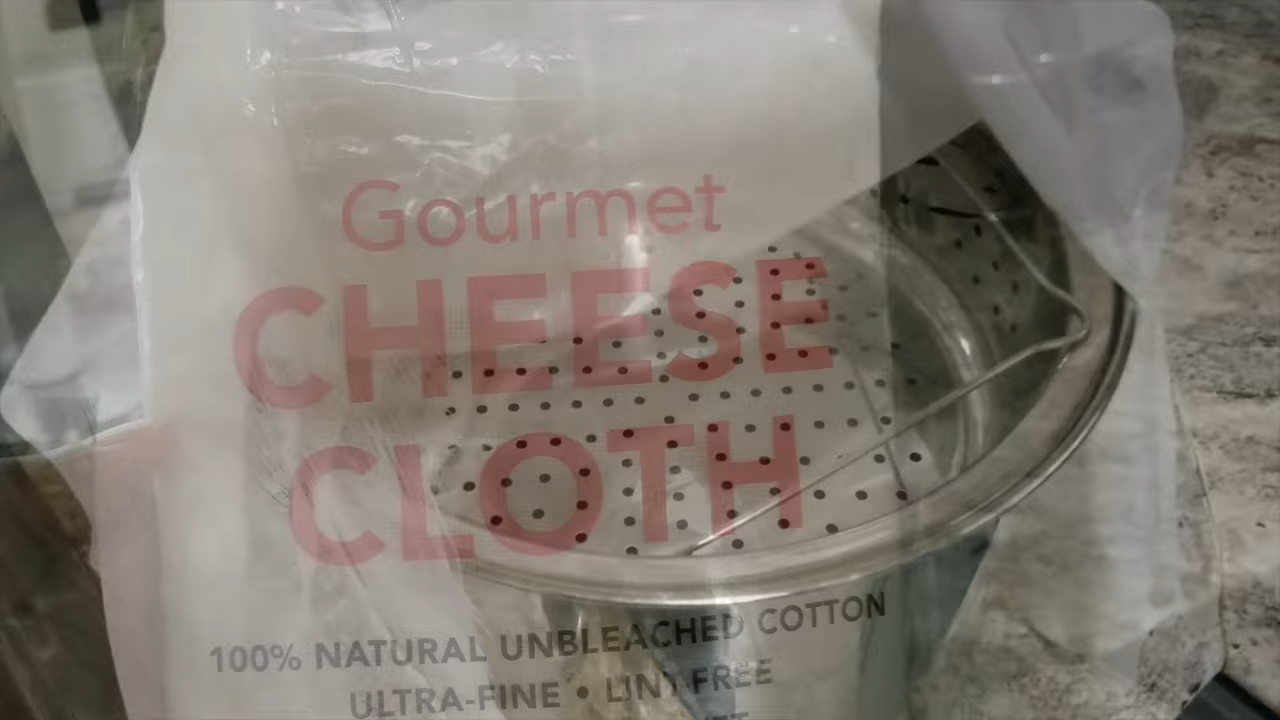 Gourmet
CHEESE
CLOTH
100% NATURAL UNBLEACHED COTTON
ULTRA-FINE • LINT-FREE